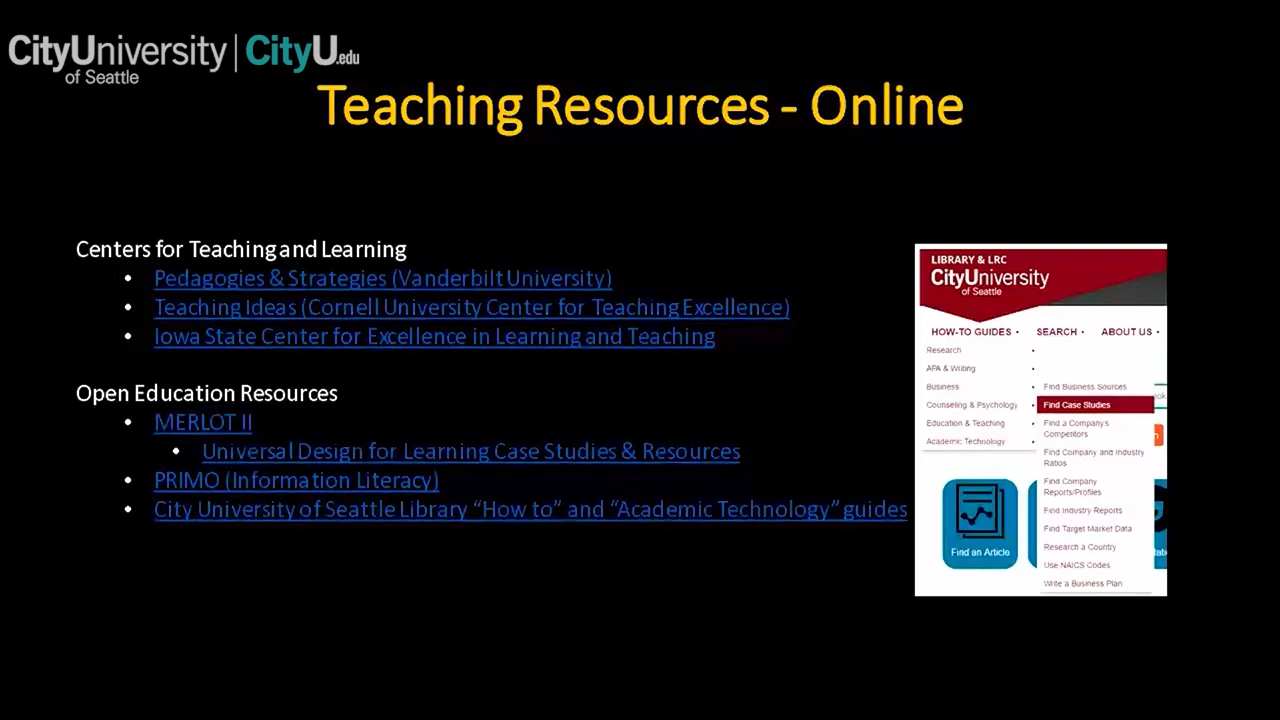 CityUniversity of Seattle | CityU.edu
Teaching Resources - Online
Centers for Teaching and Learning
• Pedagogies & Strategies (Vanderbilt University)
• Teaching Ideas (Cornell University Center for Teaching Excellence)
• Iowa State Center for Excellence in Learning and Teaching
Open Education Resources
• MERLOT II
• Universal Design for Learning Case Studies & Resources
• PRIMO (Information Literacy)
• City University of Seattle Library “How to” and “Academic Technology” guides
LIBRARY & LRC
CityUniversity
of Seattle
HOW-TO GUIDES
SEARCH
ABOUT US
Research
APA & Writing
Business
Counseling & Psychology
Education & Teaching
Academic Technology
Find Business Sources
Find Case Studies
Find a Company's
Competitors
Find Company and Industry
Ratios
Find Company
Reports/Profiles
Find Industry Reports
Find Target Market Data
Research a Country
Use NAICS Codes
Write a Business Plan
Find an Article